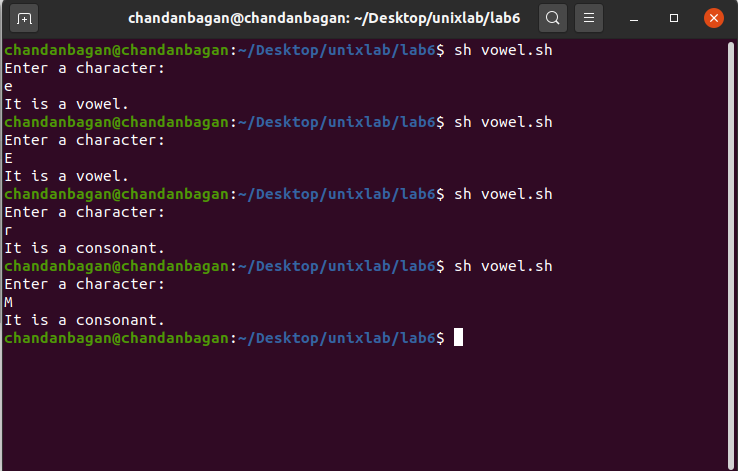 chandanbagan@chandanbagan: ~/Desktop/unixlab/lab6
chandanbagan@chandanbagan:~/Desktop/unixlab/lab6$ sh vowel.sh
Enter a character:
e
It is a vowel.
chandanbagan@chandanbagan:~/Desktop/unixlab/lab6$ sh vowel.sh
Enter a character:
E
It is a vowel.
chandanbagan@chandanbagan:~/Desktop/unixlab/lab6$ sh vowel.sh
Enter a character:
r
It is a consonant.
chandanbagan@chandanbagan:~/Desktop/unixlab/lab6$ sh vowel.sh
Enter a character:
M
It is a consonant.
chandanbagan@chandanbagan:~/Desktop/unixlab/lab6$